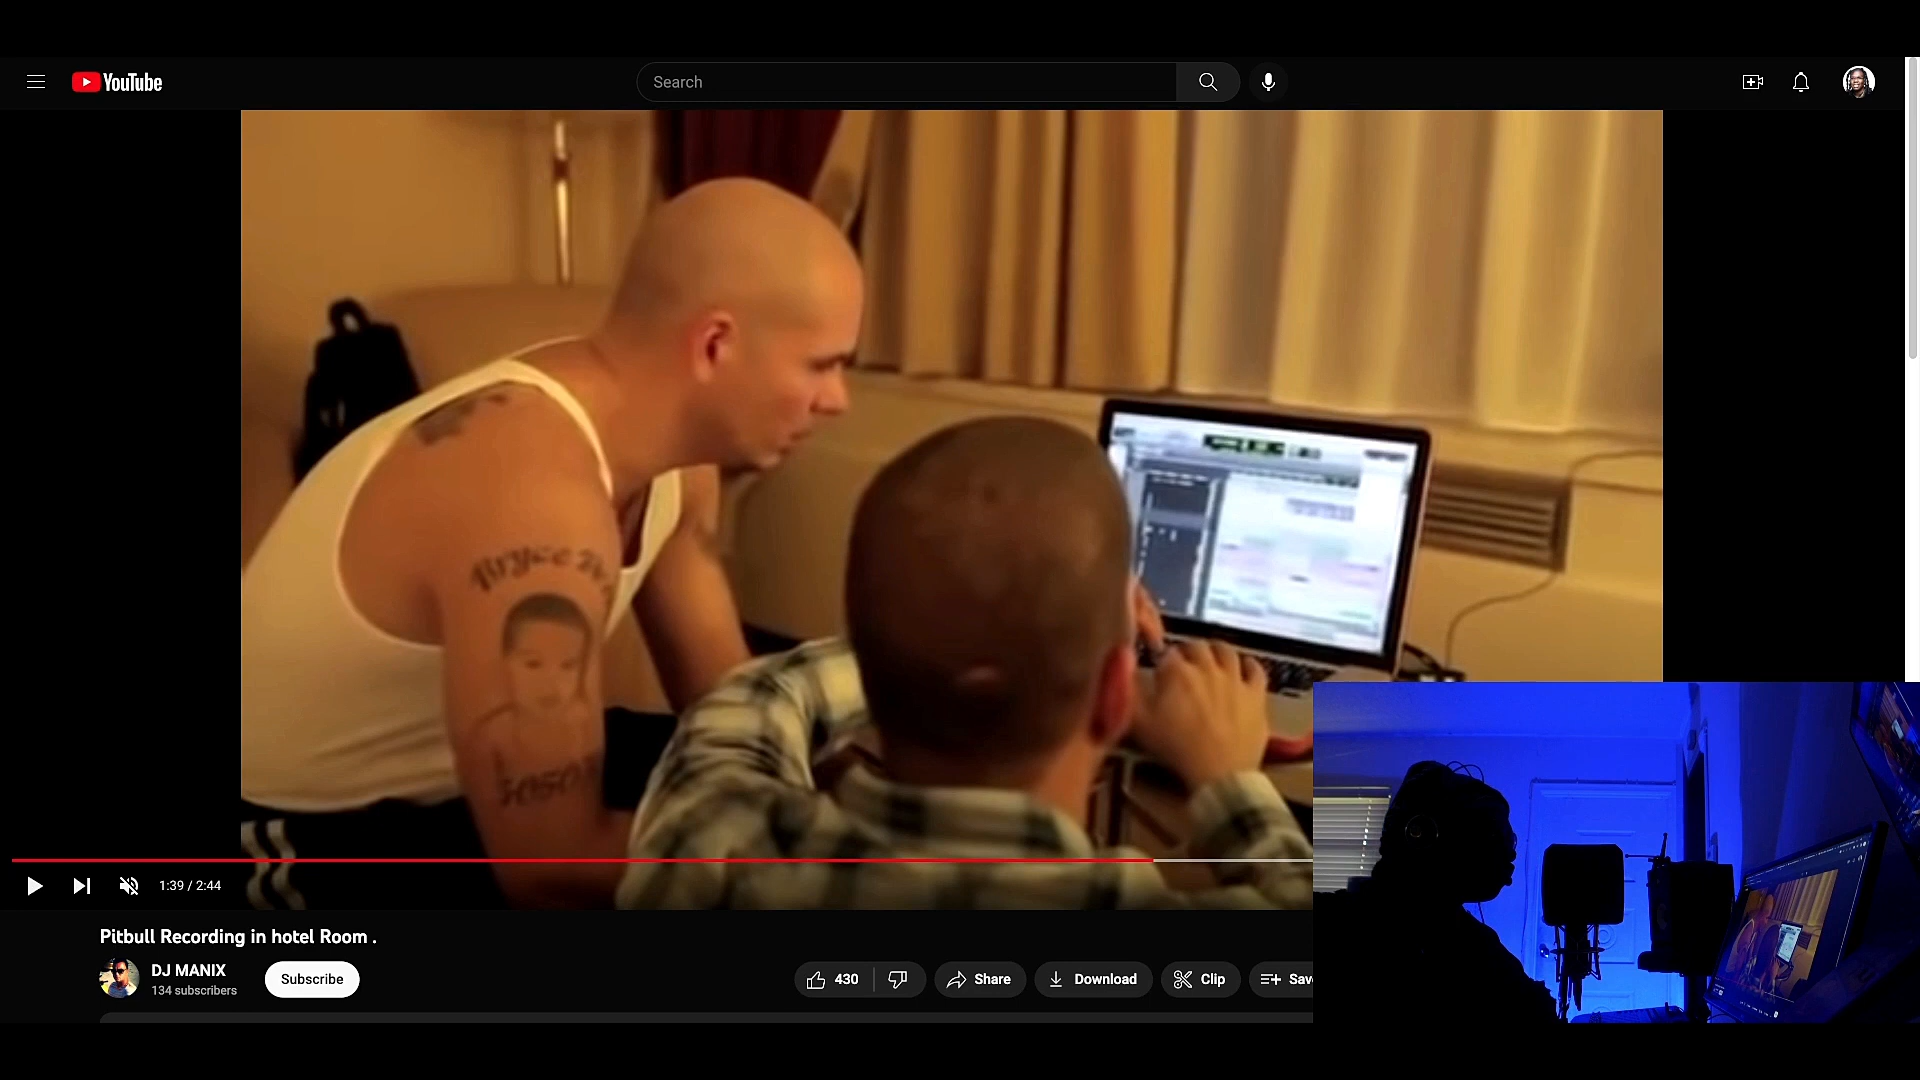 YouTube
Search
1:39 / 2:44
Pitbull Recording in hotel Room .
DJ MANIX
134 subscribers
Subscribe
430
Share
Download
Clip